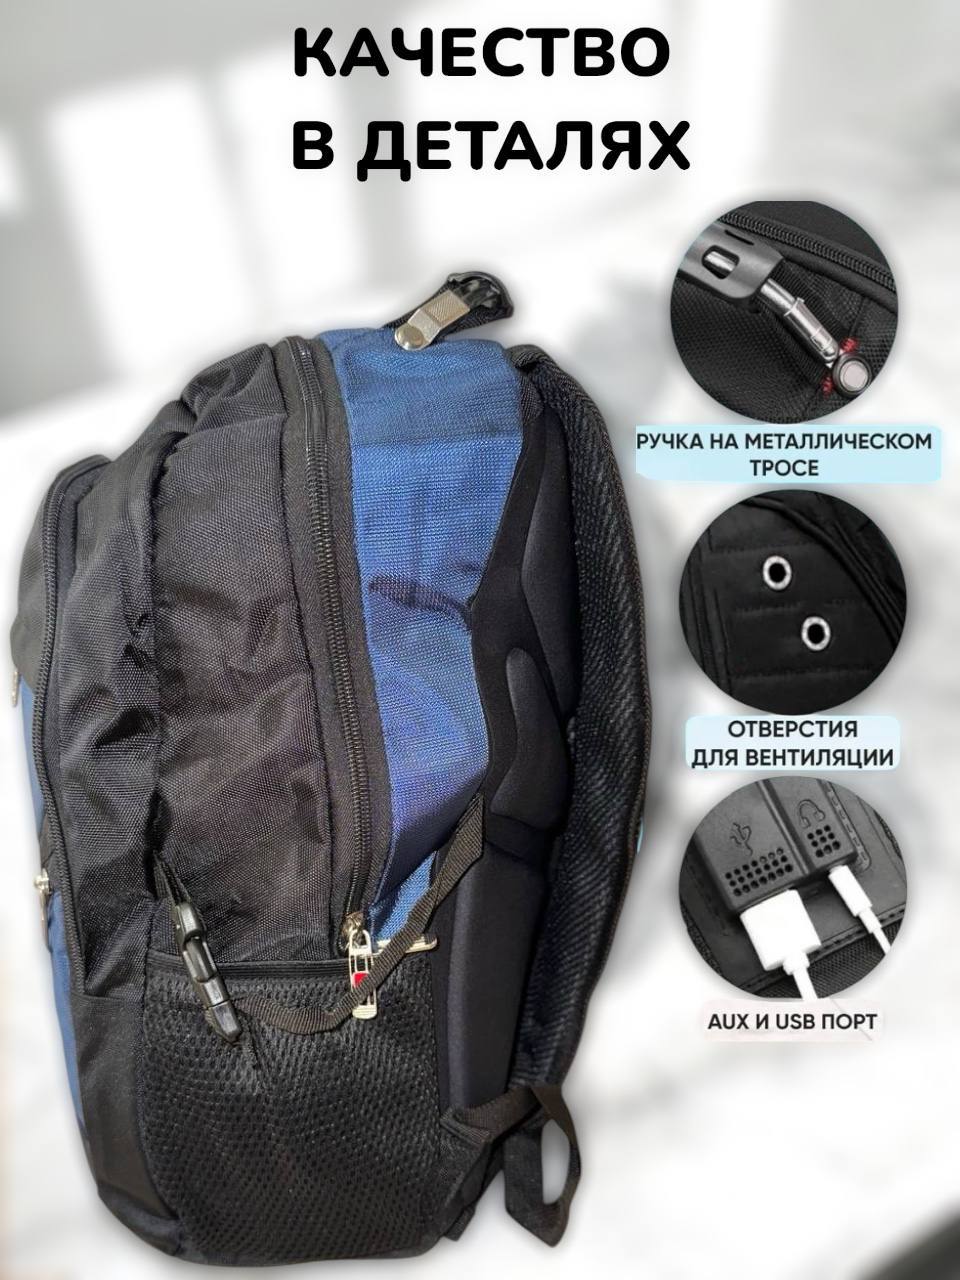 КАЧЕСТВО
В ДЕТАЛЯХ
РУЧКА НА МЕТАЛЛИЧЕСКОМ
ТРОСЕ
ОТВЕРСТИЯ
ДЛЯ ВЕНТИЛЯЦИИ
AUX И USB ПОРТ